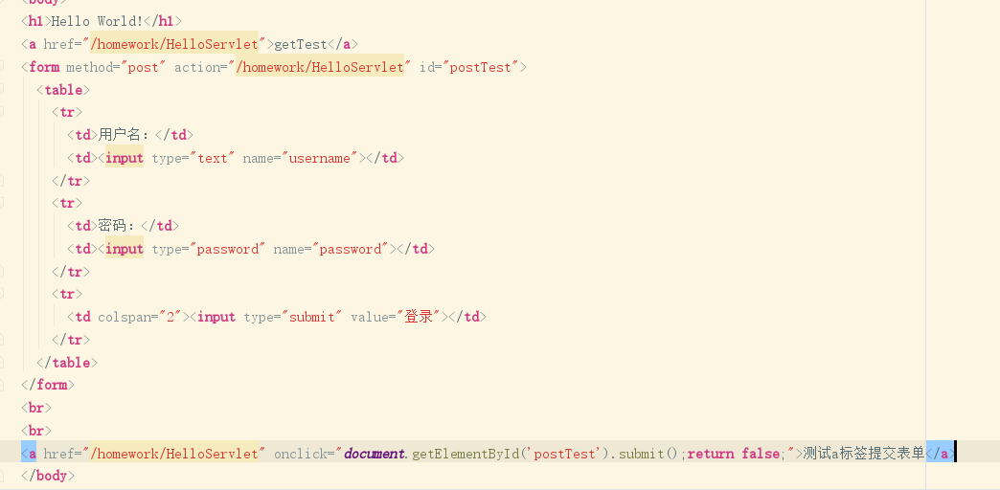 <body>
<h1>Hello World!</h1>
<a href="/homework/HelloServlet">getTest</a>
<form method="post" action="/homework/HelloServlet" id="postTest">
<table>
<tr>
<td>用户名：</td>
<td><input type="text" name="username"></td>
</tr>
<tr>
<td>密码：</td>
<td><input type="password" name="password"></td>
</tr>
<tr>
<td colspan="2"><input type="submit" value="登录"></td>
</tr>
</table>
</form>
<br>
<br>
<a href="/homework/HelloServlet" onclick="document.getElementById('postTest').submit();return false;">测试a标签提交表单</a>
</body>